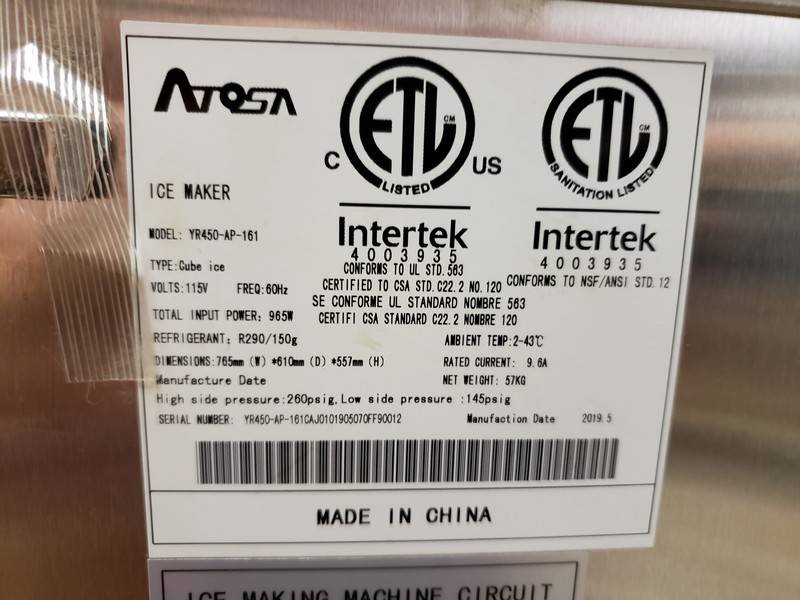 ATOSA
ETL CM
C US
LISTED
Intertek
4003935
CONFORMS TO UL STD. 563
CERTIFIED TO CSA STD. C22.2 NO. 120
SE CONFORME UL STANDARD NOMBRE 563
CERTIFI CSA STANDARD C22.2 NOMBRE 120
ETL CM
SANITATION LISTED
Intertek
4003935
CONFORMS TO NSF/ANSI STD. 12
ICE MAKER
MODEL: YR450-AP-161
TYPE:Cube ice
VOLTS:115V FREQ:60Hz
TOTAL INPUT POWER: 965W
REFRIGERANT: R290/150g AMBIENT TEMP:2-43℃
DIMENSIONS:765mm (W) *610mm (D) *557mm (H) RATED CURRENT: 9.6A
Manufacture Date NET WEIGHT: 57KG
High side pressure:260psig,Low side pressure :145psig
SERIAL NUMBER: YR450-AP-161CAJ0101905070FF90012 Manufaction Date 2019.5
MADE IN CHINA
ICE MAKING MACHINE CIRCUIT